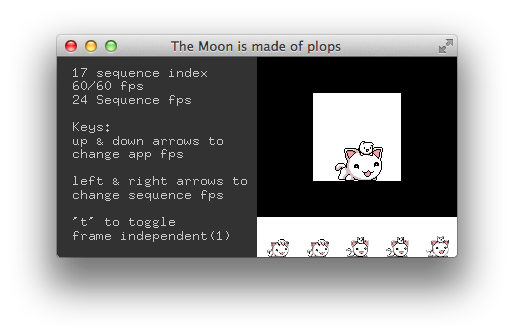 The Moon is made of plops
17 sequence index
60/60 fps
24 Sequence fps
Keys:
up & down arrows to
change app fps
left & right arrows to
change sequence fps
"t" to toggle
frame independent(1)